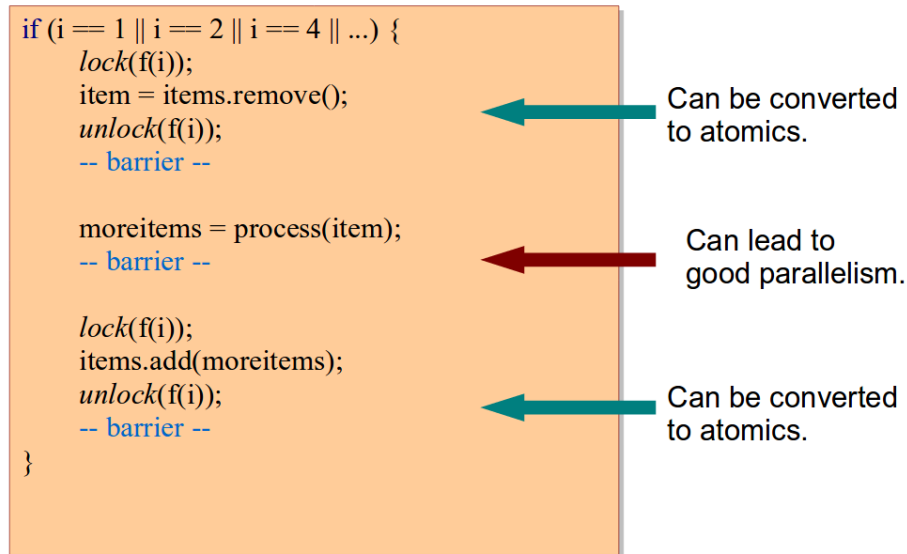 if (i == 1 || i == 2 || i == 4 || ...) {
lock(f(i));
item = items.remove();
unlock(f(i));
-- barrier --
Can be converted
to atomics.
moreitems = process(item);
-- barrier --
Can lead to
good parallelism.
lock(f(i));
items.add(moreitems);
unlock(f(i));
-- barrier --
Can be converted
to atomics.
}